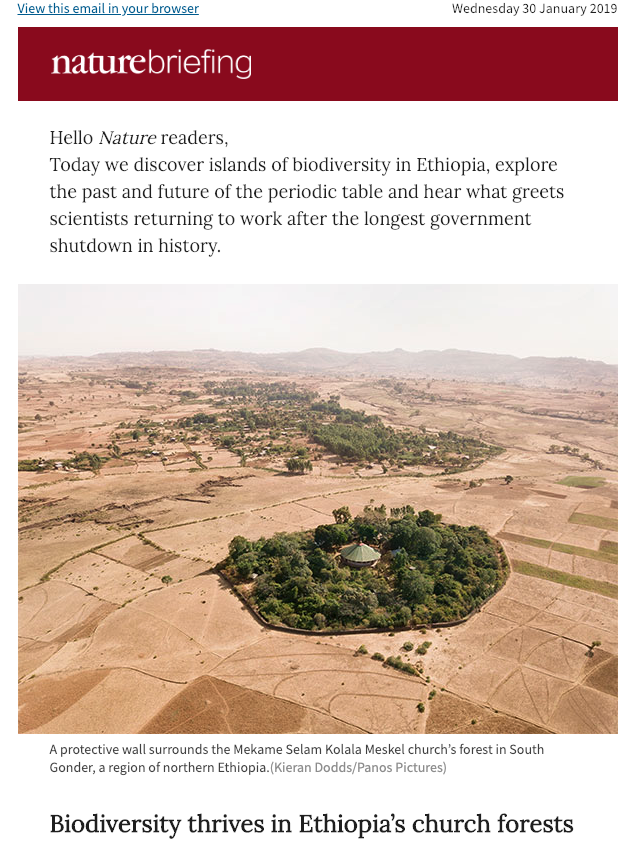 View this email in your browser
Wednesday 30 January 2019
naturebriefing
Hello Nature readers,
Today we discover islands of biodiversity in Ethiopia, explore
the past and future of the periodic table and hear what greets
scientists returning to work after the longest government
shutdown in history.
A protective wall surrounds the Mekame Selam Kolala Meskel church’s forest in South
Gonder, a region of northern Ethiopia.(Kieran Dodds/Panos Pictures)
Biodiversity thrives in Ethiopia’s church forests